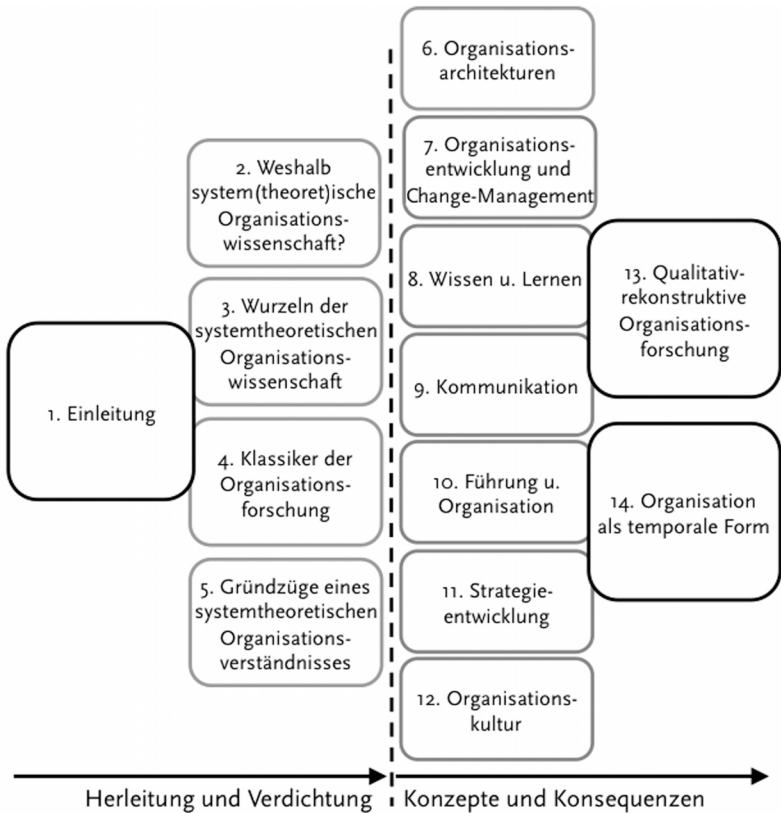 1. Einleitung
2. Weshalb
system(theoret)ische
Organisations-
wissenschaft?
3. Wurzeln der
systemtheoretischen
Organisations-
wissenschaft
4. Klassiker der
Organisations-
forschung
5. Gründzüge eines
systemtheoretischen
Organisations-
verständnisses
6. Organisations-
architekturen
7. Organisations-
entwicklung und
Change-Management
8. Wissen u. Lernen
9. Kommunikation
10. Führung u.
Organisation
11. Strategie-
entwicklung
12. Organisations-
kultur
13. Qualitativ-
rekonstruktive
Organisations-
forschung
14. Organisation
als temporale Form
Herleitung und Verdichtung
Konzepte und Konsequenzen